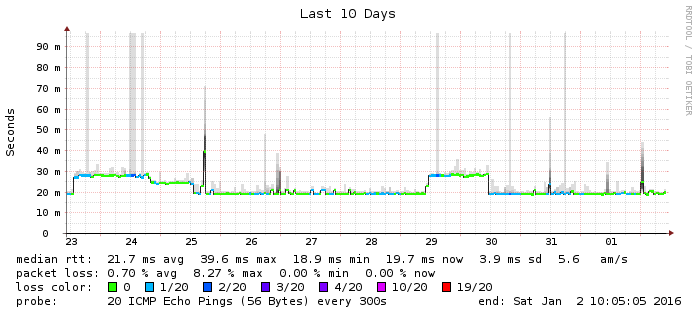 Last 10 Days
RRDTOOL / TOBI OETIKER
Seconds
90 m
80 m
70 m
60 m
50 m
40 m
30 m
20 m
10 m
0
23 24 25 26 27 28 29 30 31 01
median rtt: 21.7 ms avg 39.6 ms max 18.9 ms min 19.7 ms now 3.9 ms sd 5.6 am/s
packet loss: 0.70 % avg 8.27 % max 0.00 % min 0.00 % now
loss color: 0 1/20 2/20 3/20 4/20 10/20 19/20
probe: 20 ICMP Echo Pings (56 Bytes) every 300s end: Sat Jan 2 10:05:05 2016